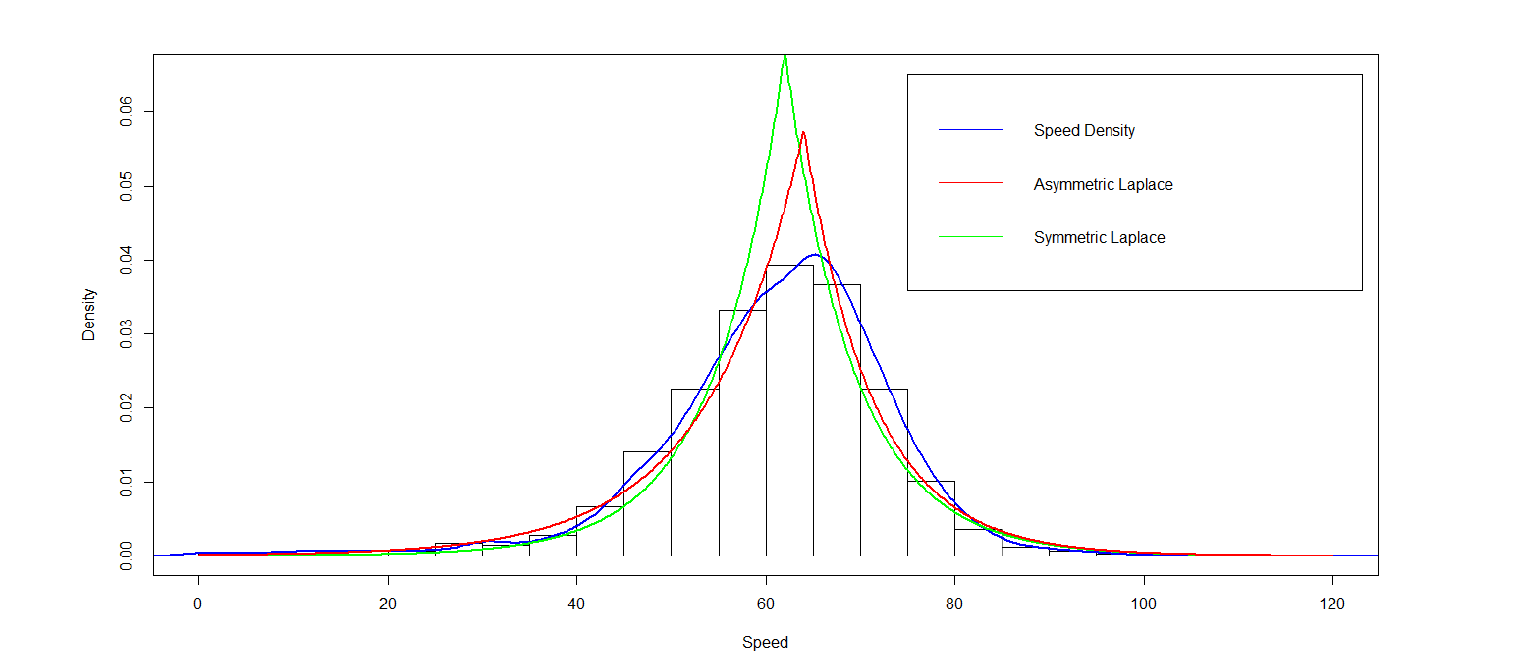 Speed Density
Asymmetric Laplace
Symmetric Laplace
0.06
0.05
0.04
0.03
0.02
0.01
0.00
Density
0 20 40 60 80 100 120
Speed